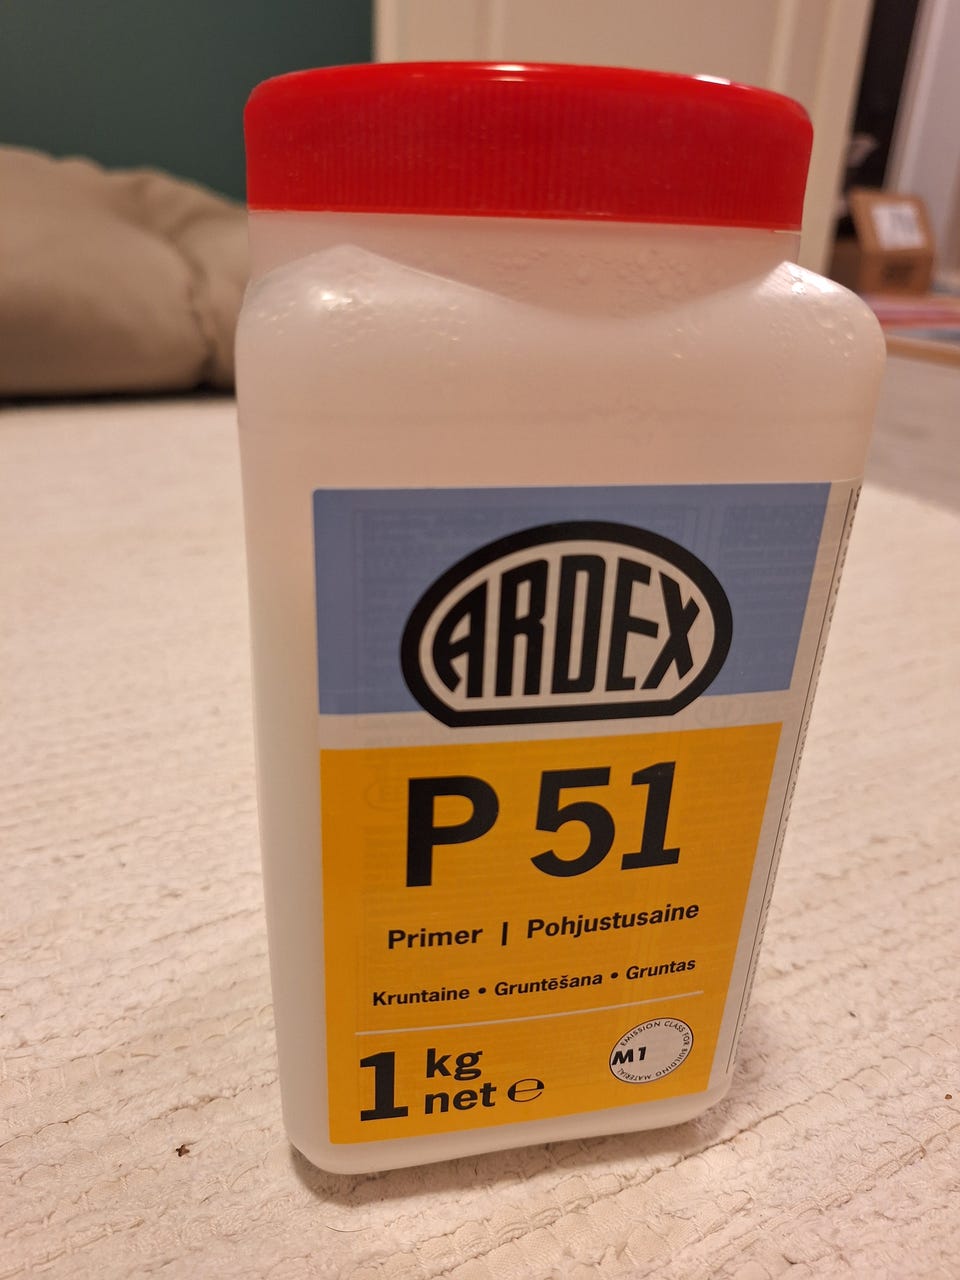 ARDEX
P 51
Primer | Pohjustusaine
Kruntaine • Gruntēšana • Gruntas
1 kg
net ℮
M1
EMISSION CLASS FOR BUILDING MATERIAL